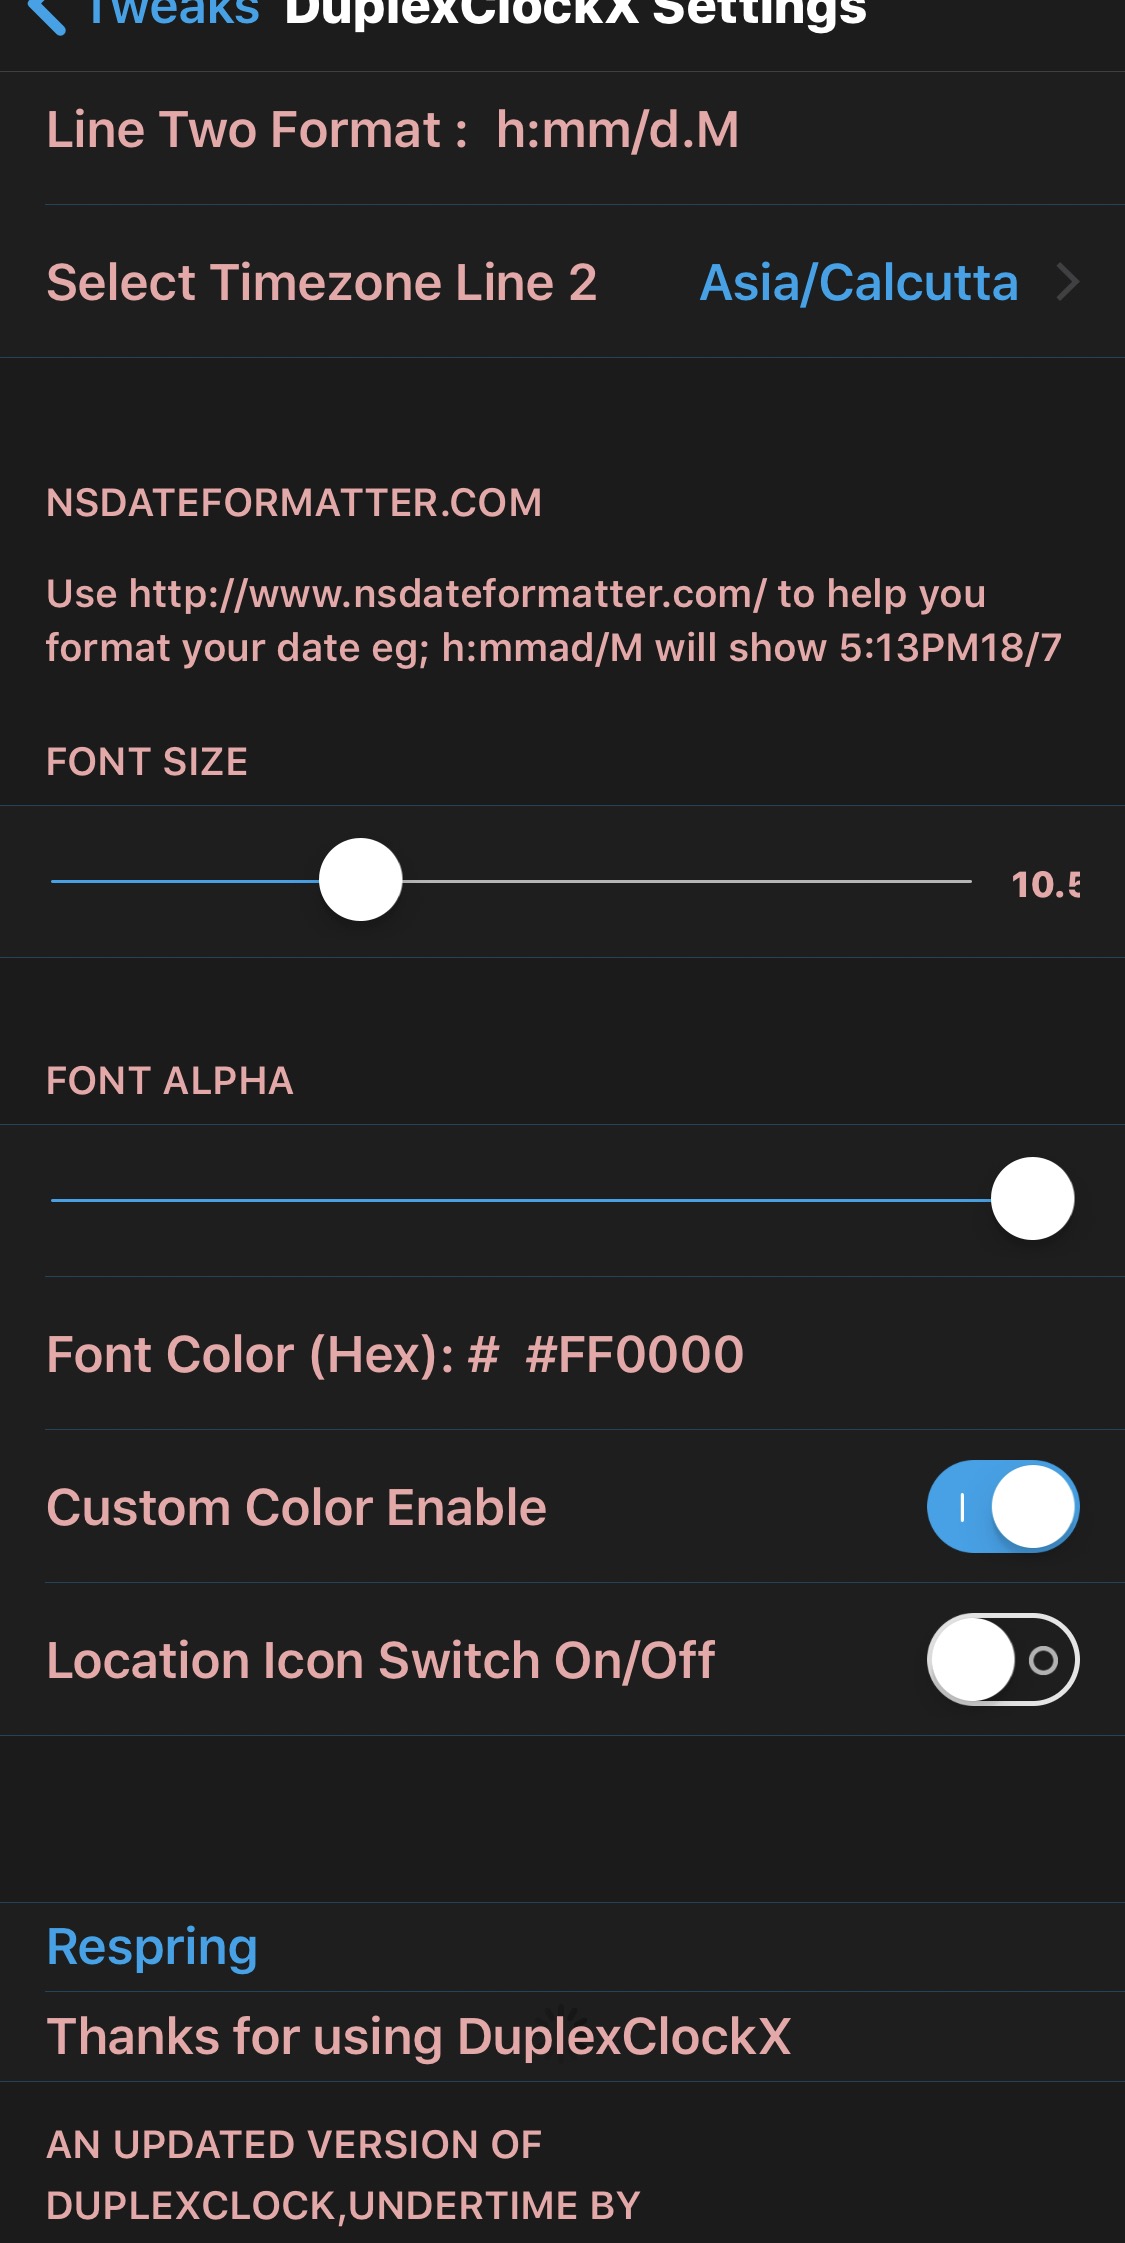 Tweaks DuplexClockX Settings
Line Two Format : h:mm/d.M
Select Timezone Line 2 Asia/Calcutta
NSDATEFORMATTER.COM
Use http://www.nsdateformatter.com/ to help you
format your date eg; h:mmad/M will show 5:13PM18/7
FONT SIZE
10.5
FONT ALPHA
Font Color (Hex): # #FF0000
Custom Color Enable
Location Icon Switch On/Off
Respring
Thanks for using DuplexClockX
AN UPDATED VERSION OF
DUPLEXCLOCK,UNDERTIME BY